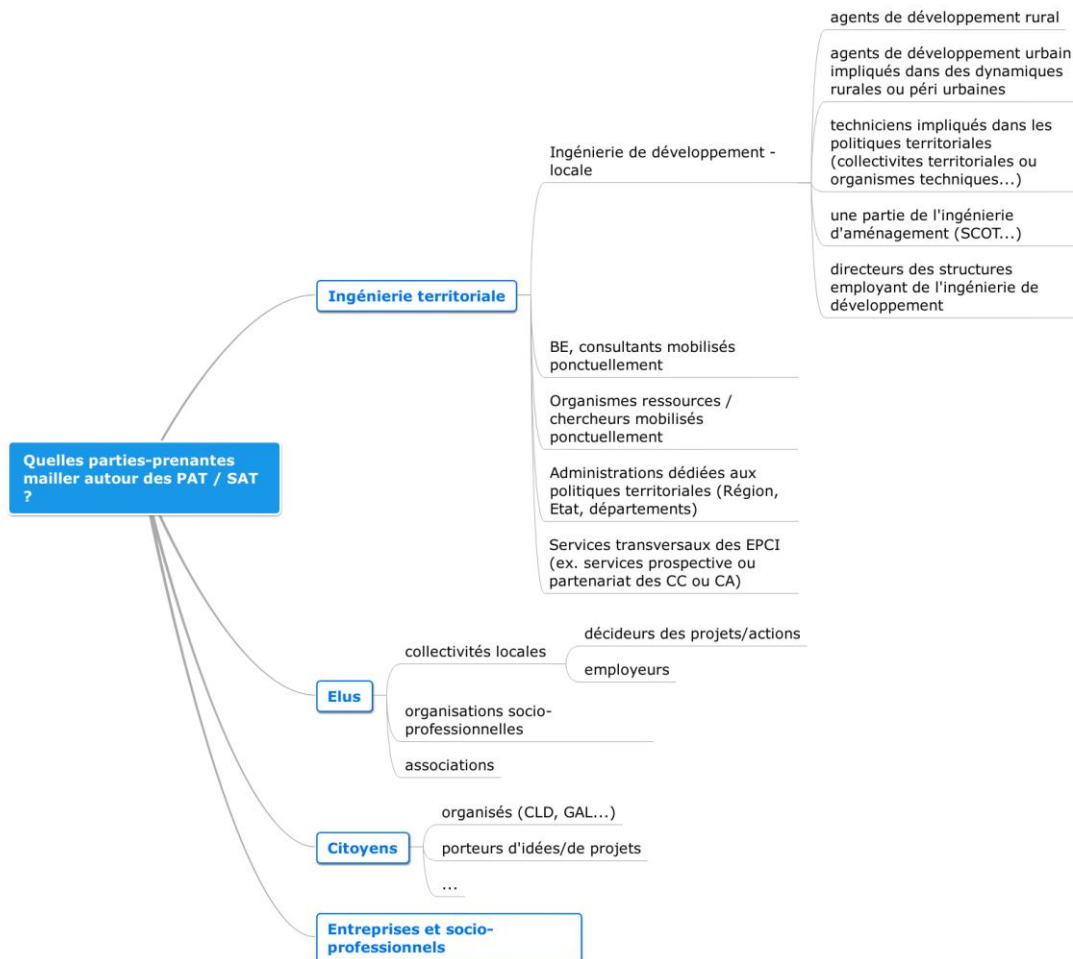 Quelles parties-prenantes
mailler autour des PAT / SAT
?
Ingénierie territoriale
Ingénierie de développement -
locale
agents de développement rural
agents de développement urbain
impliqués dans des dynamiques
rurales ou péri urbaines
techniciens impliqués dans les
politiques territoriales
(collectivites territoriales ou
organismes techniques...)
une partie de l'ingénierie
d'aménagement (SCOT...)
directeurs des structures
employant de l'ingénierie de
développement
BE, consultants mobilisés
ponctuellement
Organismes ressources /
chercheurs mobilisés
ponctuellement
Administrations dédiées aux
politiques territoriales (Région,
Etat, départements)
Services transversaux des EPCI
(ex. services prospective ou
partenariat des CC ou CA)
Elus
collectivités locales
décideurs des projets/actions
employeurs
organisations socio-
professionnelles
associations
Citoyens
organisés (CLD, GAL...)
porteurs d'idées/de projets
...
Entreprises et socio-
professionnels